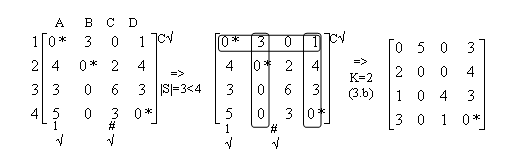 A B C D
1 0* 3 0 1 C√
2 4 0* 2 4
3 3 0 6 3
4 5 0 3 0*
1 #
√ √
=>
|S|=3<4
0* 3 0 1 C√
4 0* 2 4
3 0 6 3
5 0 3 0*
1 #
√ √
=>
K=2
(3.b)
0 5 0 3
2 0 0 4
1 0 4 3
3 0 1 0*